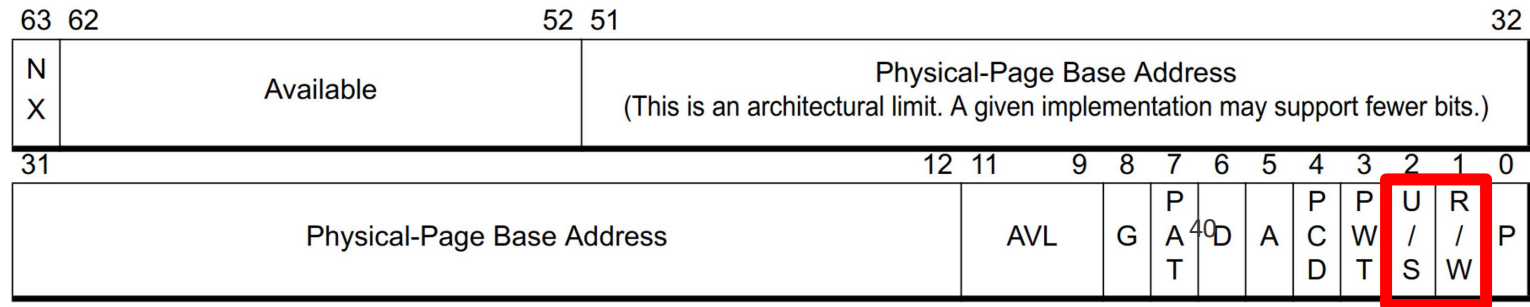 63 62 52 51 32
N
X
Available
Physical-Page Base Address
(This is an architectural limit. A given implementation may support fewer bits.)
31 12 11 9 8 7 6 5 4 3 2 1 0
Physical-Page Base Address
AVL
G
P
A
T
40
D
A
P
C
D
P
W
T
U
/
S
R
/
W
P